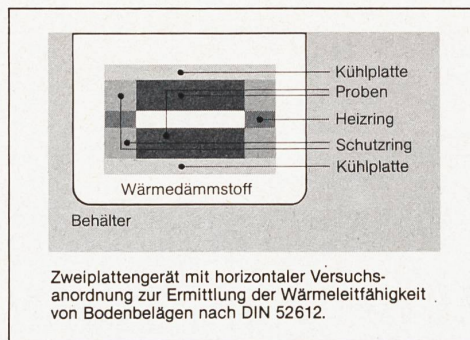 Kühlplatte
Proben
Heizring
Schutzring
Kühlplatte
Wärmedämmstoff
Behälter
Zweiplattengerät mit horizontaler Versuchs-
anordnung zur Ermittlung der Wärmeleitfähigkeit
von Bodenbelägen nach DIN 52612.